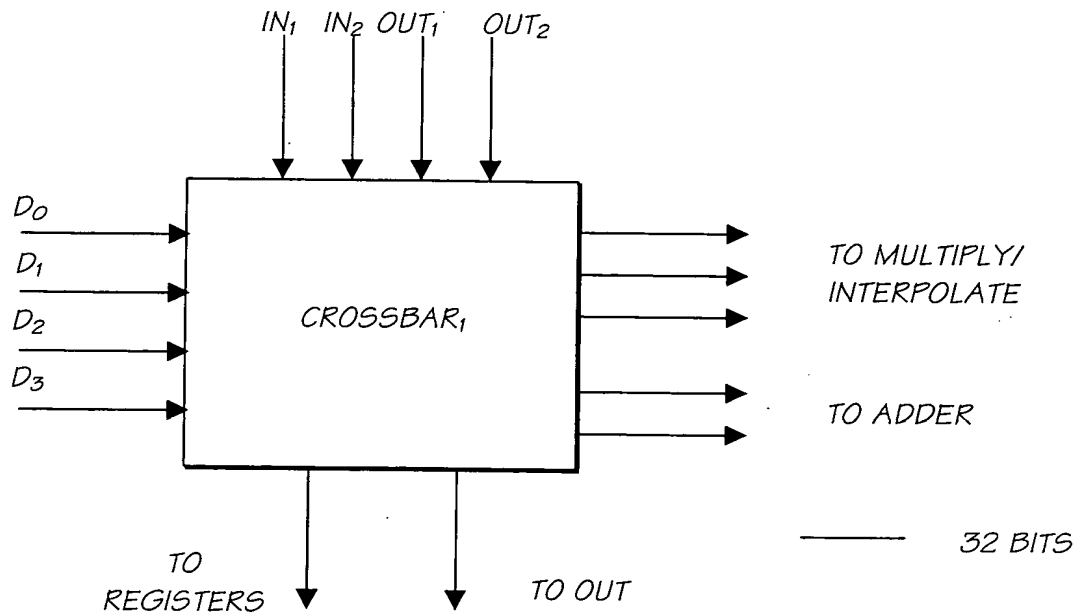 IN₁ IN₂ OUT₁ OUT₂
D₀
D₁
D₂
D₃
CROSSBAR₁
TO MULTIPLY/
INTERPOLATE
TO ADDER
32 BITS
TO
REGISTERS
TO OUT